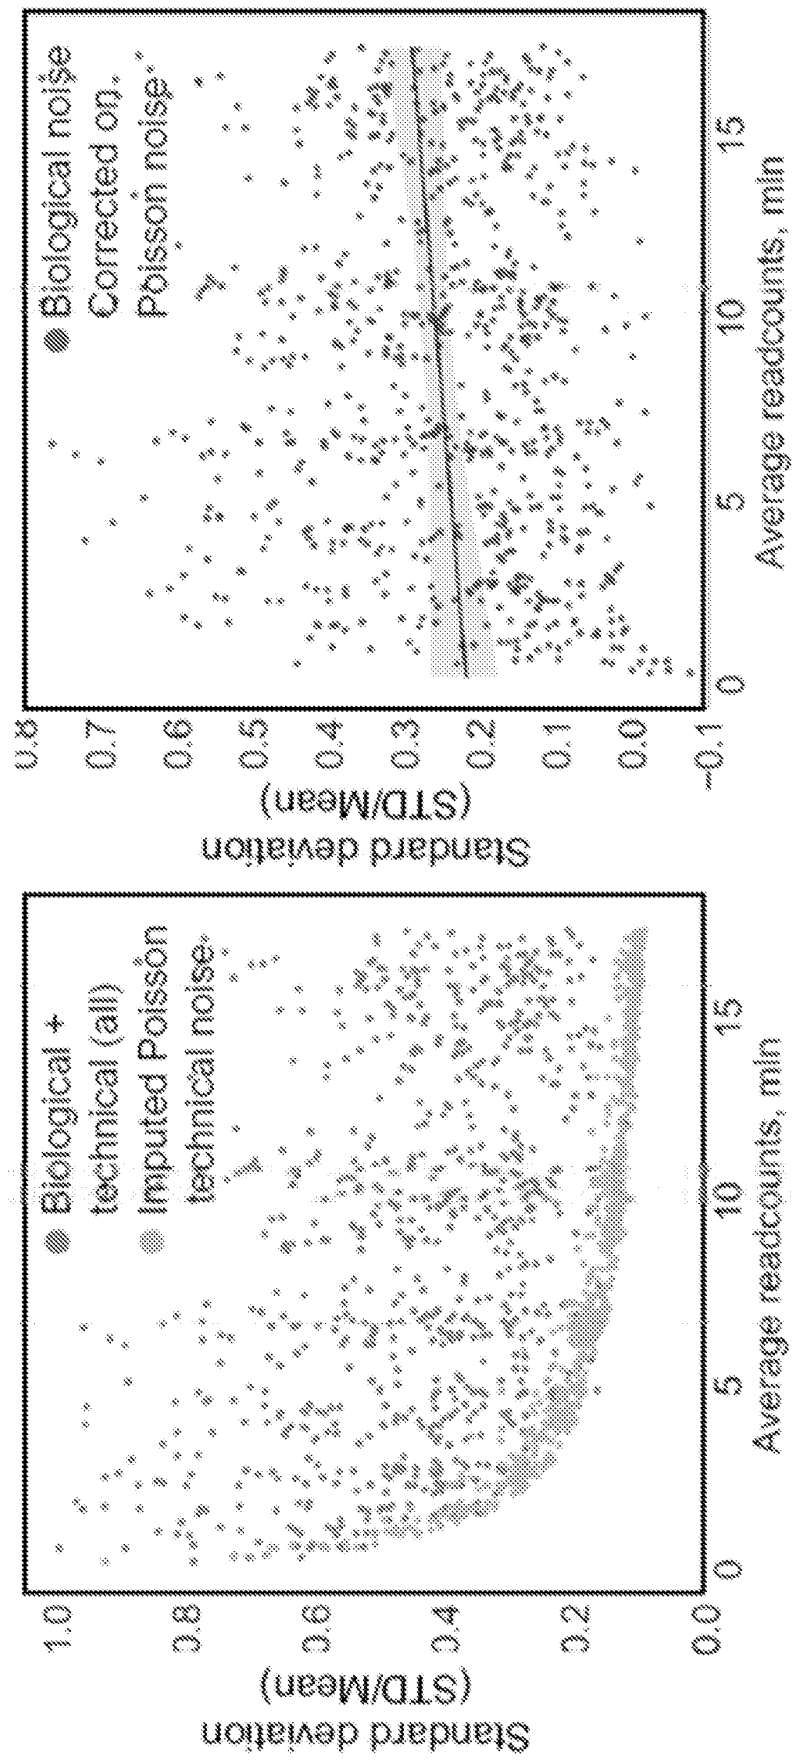 Standard deviation
(STD/Mean)
1.0
0.8
0.6
0.4
0.2
0.0
Biological +
technical (all)
Imputed Poisson
technical noise
0
5
10
15
Average readcounts, mln
Standard deviation
(STD/Mean)
0.8
0.7
0.6
0.5
0.4
0.3
0.2
0.1
0.0
-0.1
Biological noise
Corrected on
Poisson noise
0
5
10
15
Average readcounts, mln